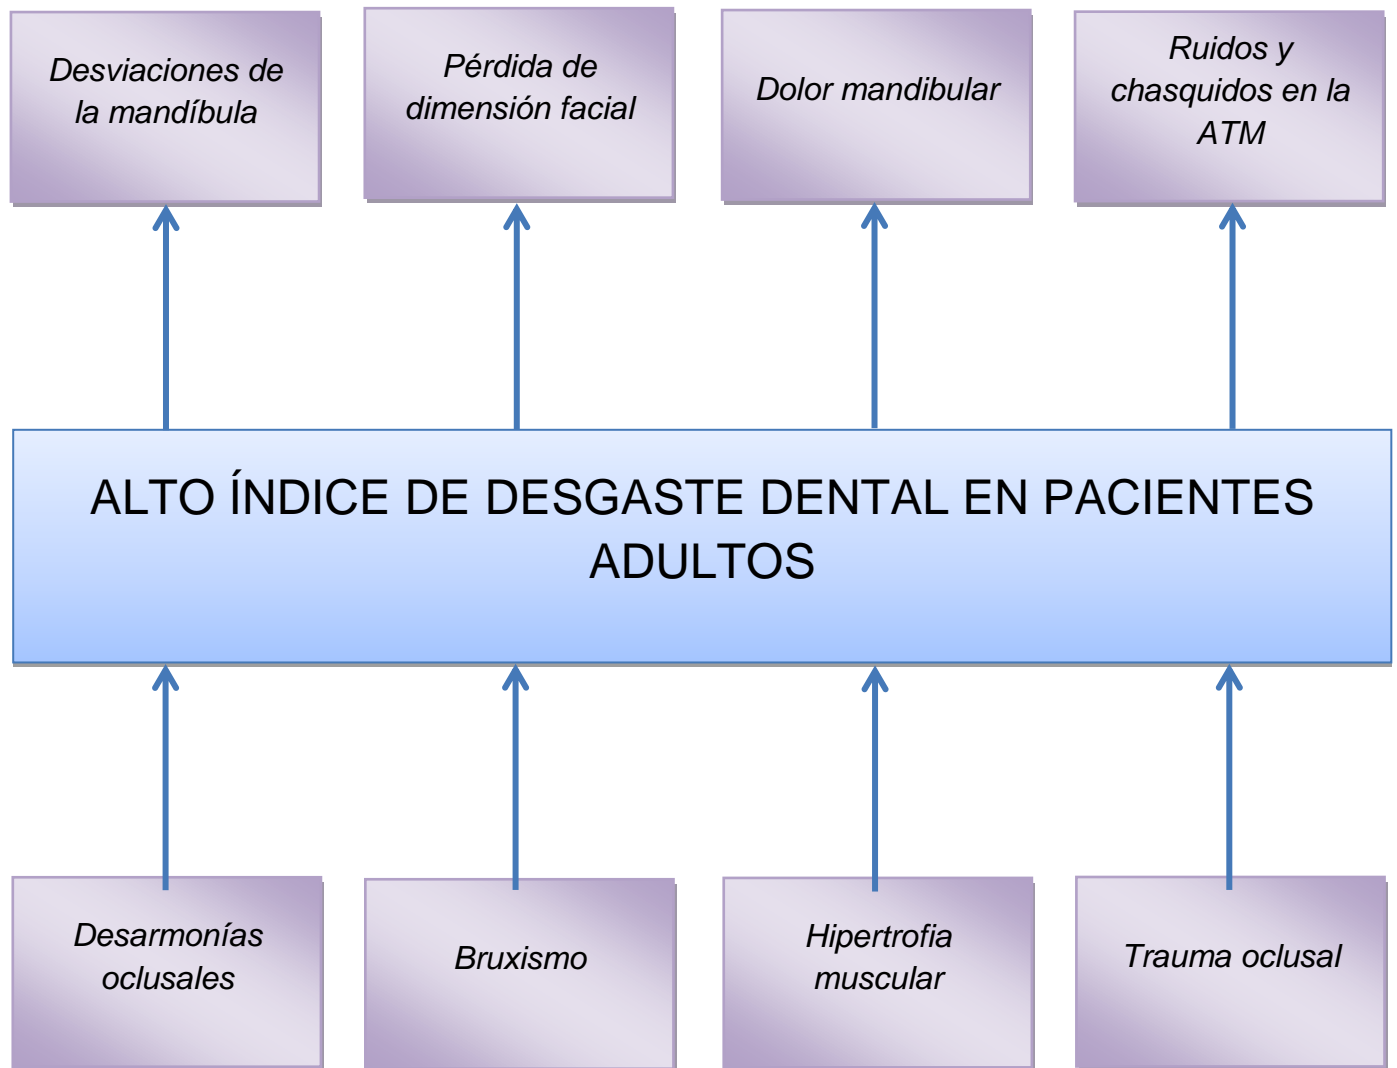 Desviaciones de
la mandíbula
Pérdida de
dimensión facial
Dolor mandibular
Ruidos y
chasquidos en la
ATM
ALTO ÍNDICE DE DESGASTE DENTAL EN PACIENTES
ADULTOS
Desarmonías
oclusales
Bruxismo
Hipertrofia
muscular
Trauma oclusal